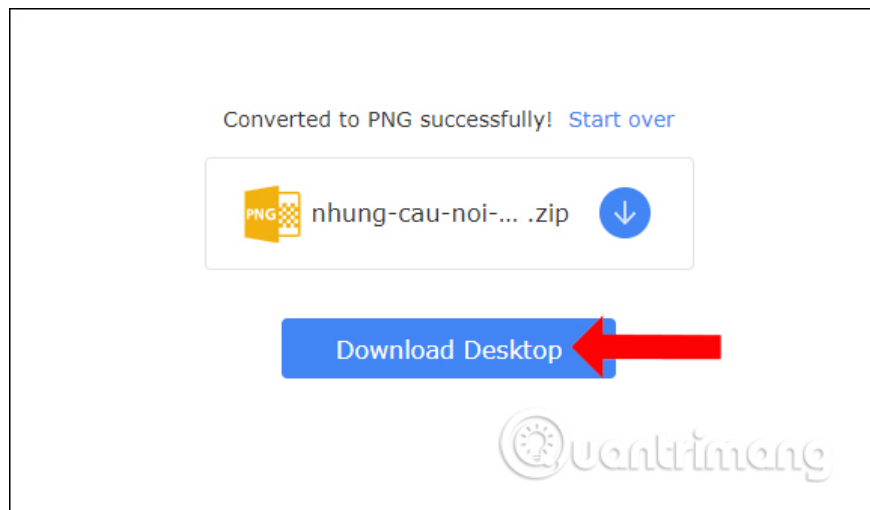 Converted to PNG successfully! Start over
PNG
nhung-cau-noi-... .zip
Download Desktop
Quantrimang